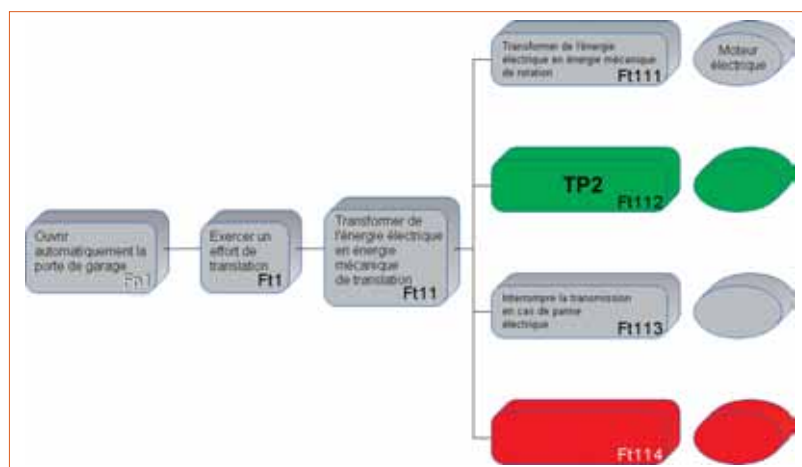 Ouvrir
automatiquement la
porte de garage
Fp1
Exercer un
effort de
translation
Ft1
Transformer de
l'énergie électrique
en énergie
mécanique
de translation
Ft11
Transformer de l'énergie
électrique en énergie mécanique
de rotation
Ft111
Moteur
électrique
TP2
Ft112
Interrompre la transmission
en cas de panne
électrique
Ft113
Ft114